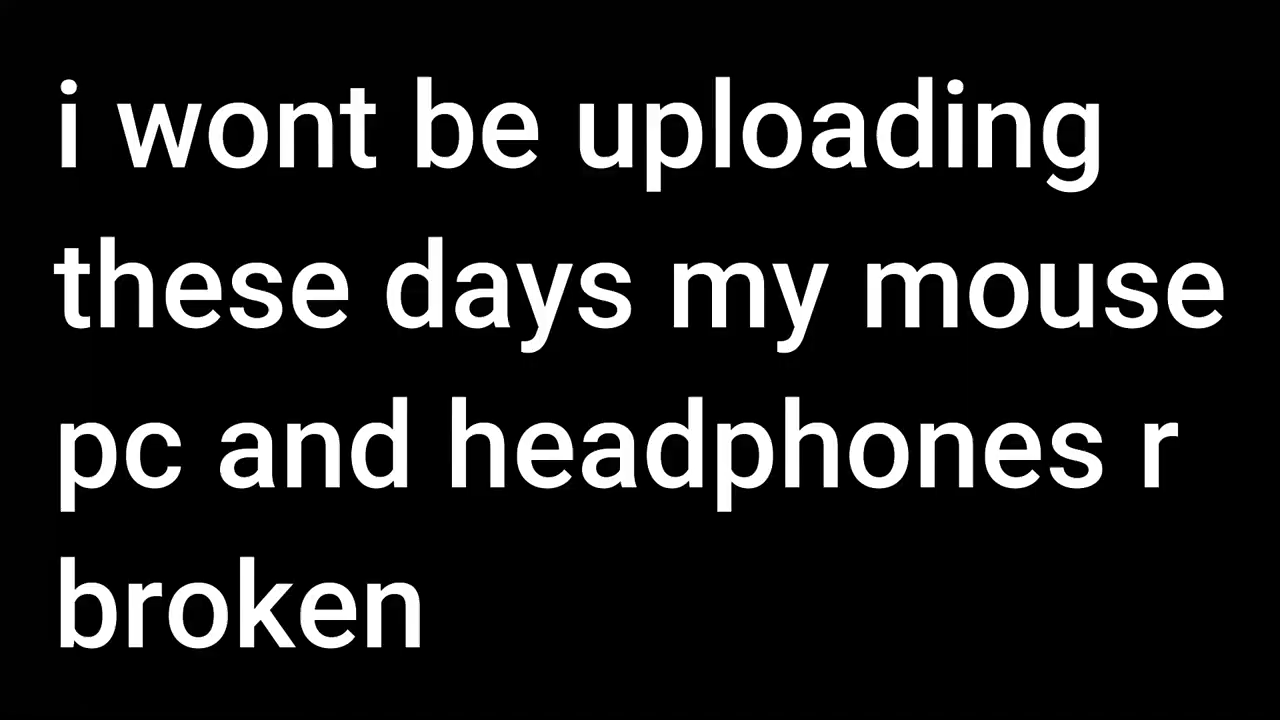 i wont be uploading
these days my mouse
pc and headphones r
broken